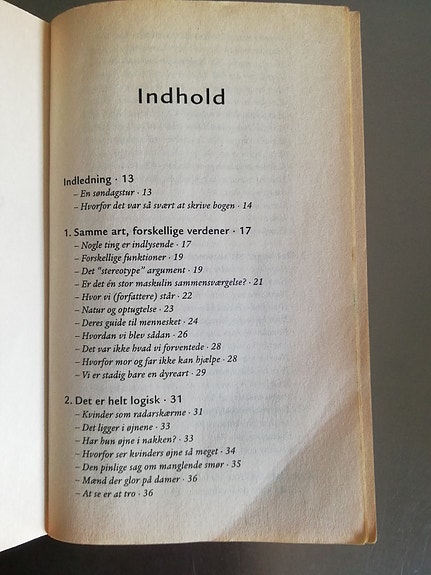 Indhold
Indledning · 13
– En søndagstur · 13
– Hvorfor det var så svært at skrive bogen · 14
1. Samme art, forskellige verdener · 17
– Nogle ting er indlysende · 17
– Forskellige funktioner · 19
– Det "stereotype" argument · 19
– Er det én stor maskulin sammensværgelse? · 21
– Hvor vi (forfattere) står · 22
– Natur og optugtelse · 23
– Deres guide til mennesket · 24
– Hvordan vi blev sådan · 26
– Det var ikke hvad vi forventede · 28
– Hvorfor mor og far ikke kan hjælpe · 28
– Vi er stadig bare en dyreart · 29
2. Det er helt logisk · 31
– Kvinder som radarskærme · 31
– Det ligger i øjnene · 33
– Har hun øjne i nakken? · 33
– Hvorfor ser kvinders øjne så meget · 34
– Den pinlige sag om manglende smør · 35
– Mænd der glor på damer · 36
– At se er at tro · 36